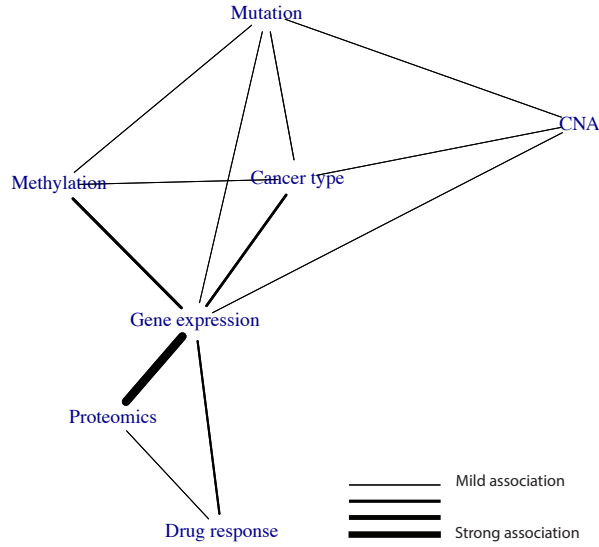 Mutation
CNA
Methylation
Cancer type
Gene expression
Proteomics
Mild association
Strong association
Drug response